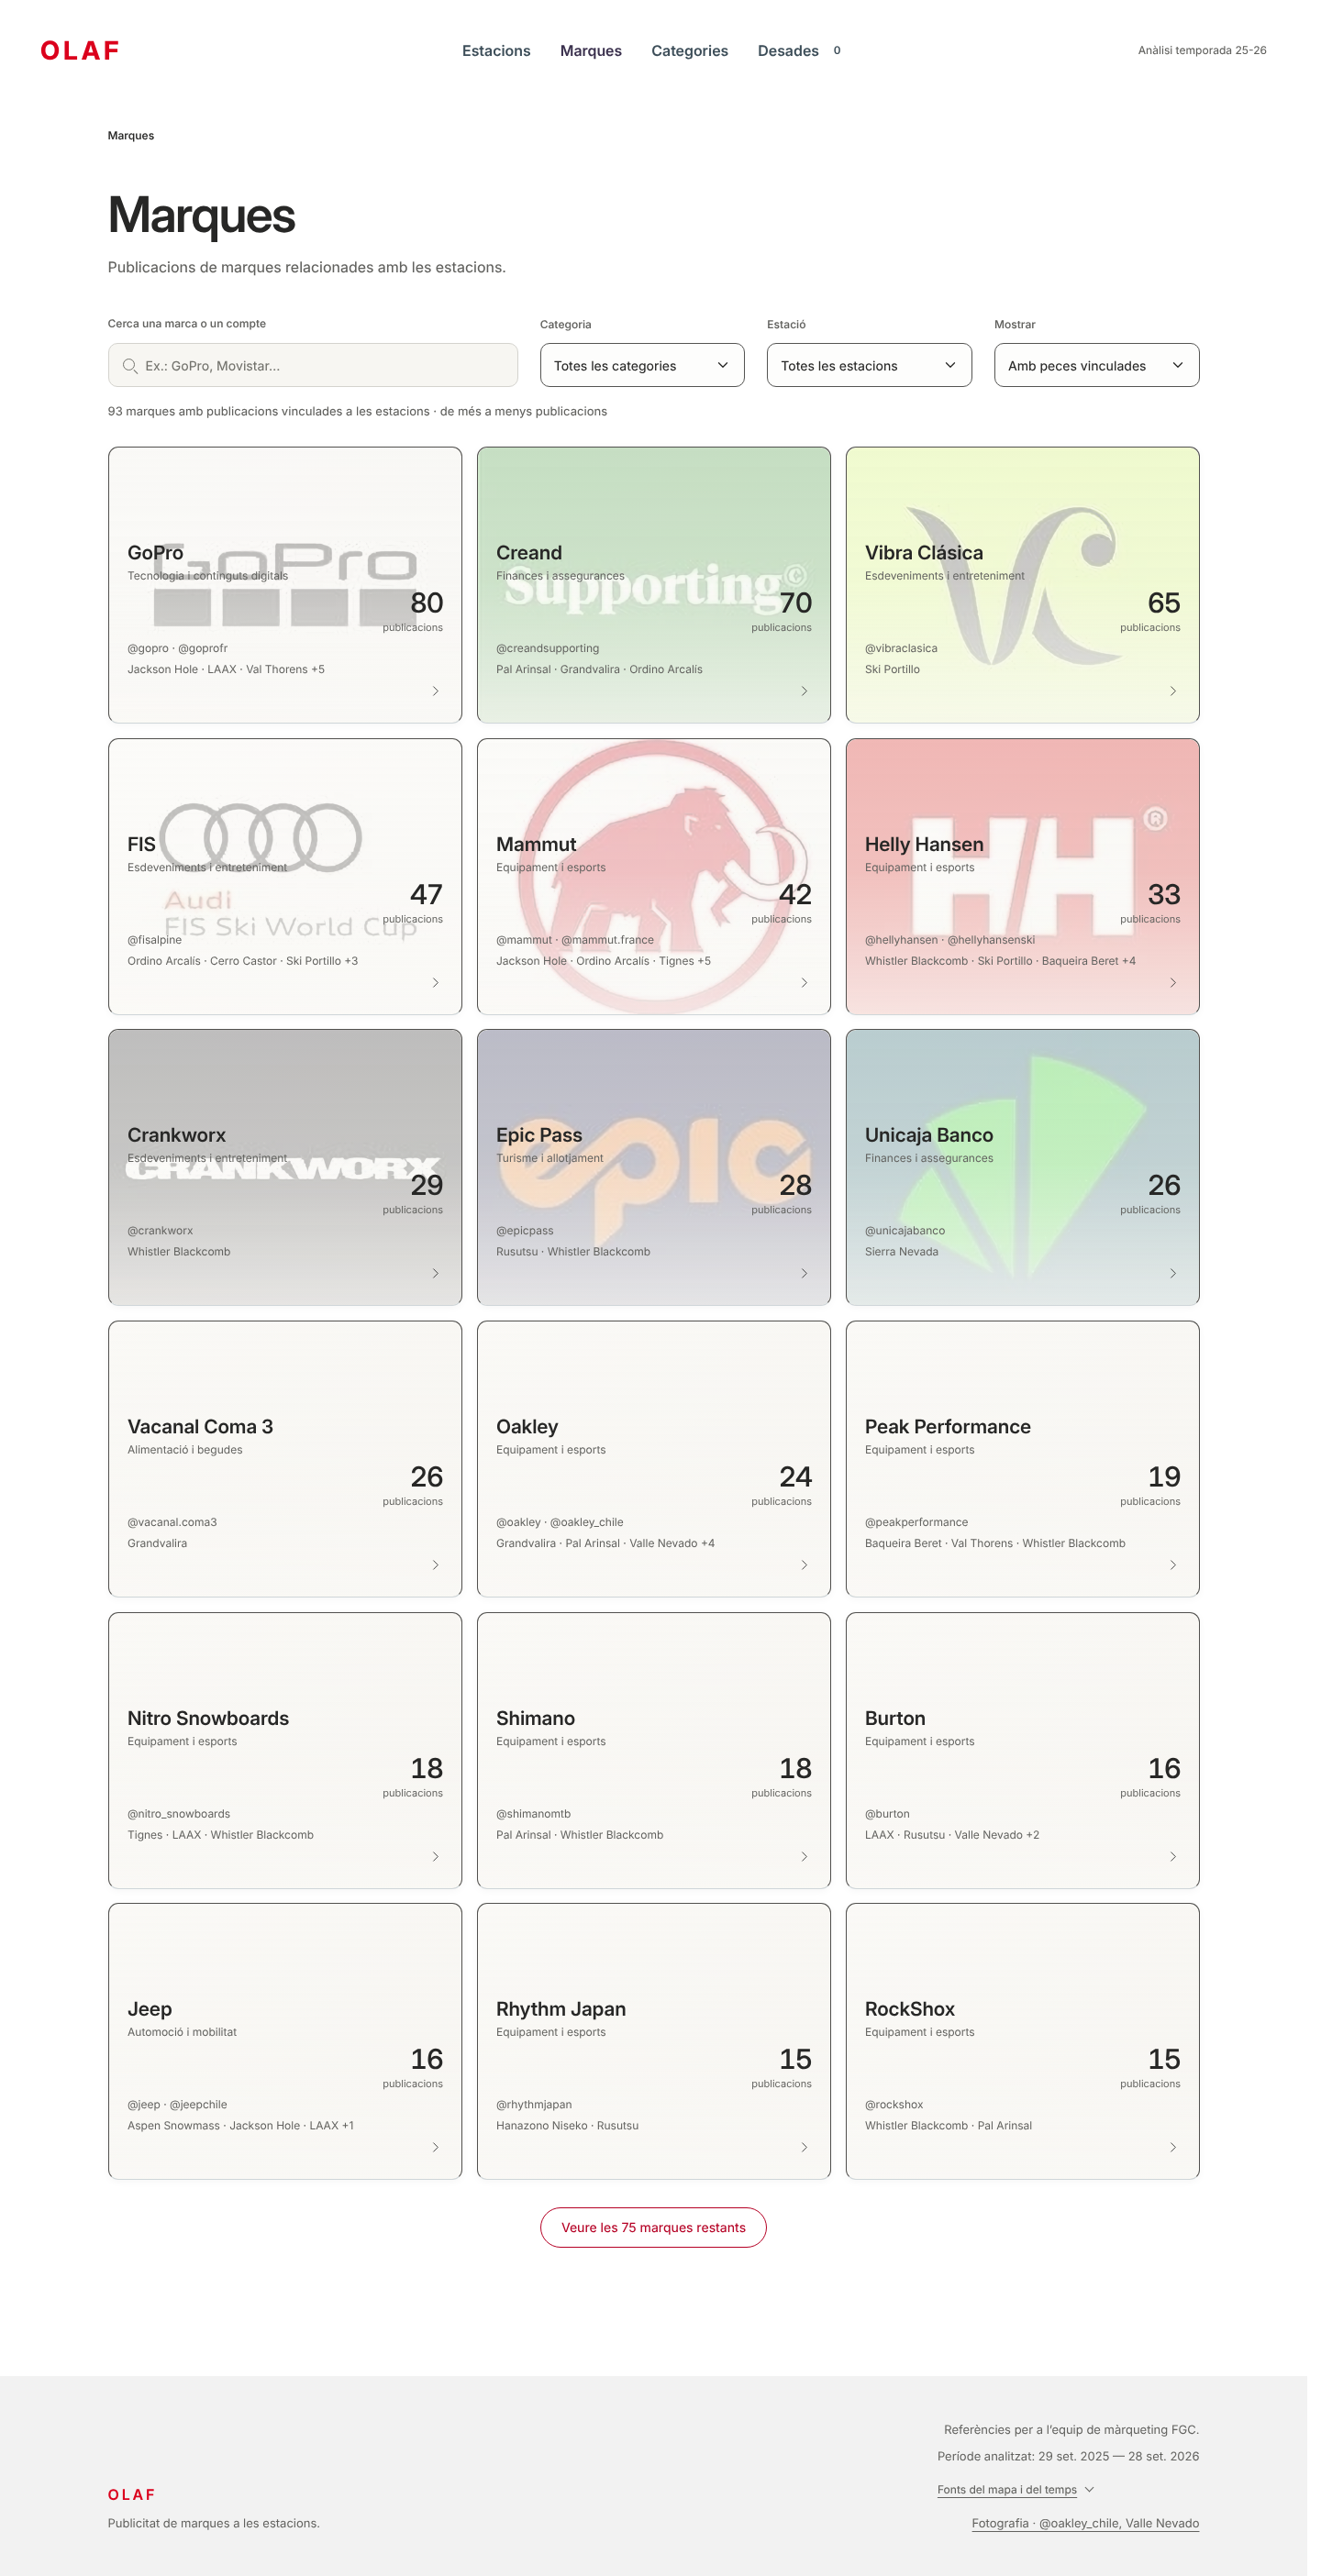 OLAF
Estacions
Marques
Categories
Desades 0
Anàlisi temporada 25-26
Marques
Marques
Publicacions de marques relacionades amb les estacions.
Cerca una marca o un compte
Categoria
Estació
Mostrar
Ex.: GoPro, Movistar...
Totes les categories
Totes les estacions
Amb peces vinculades
93 marques amb publicacions vinculades a les estacions · de més a menys publicacions
GoPro
GoPro
Tecnologia i continguts digitals
80
publicacions
@gopro · @goprofr
Jackson Hole · LAAX · Val Thorens +5
Creand
Finances i assegurances
Supporting©
70
publicacions
@creandsupporting
Pal Arinsal · Grandvalira · Ordino Arcalís
Vibra Clásica
Esdeveniments i entreteniment
VC
65
publicacions
@vibraclasica
Ski Portillo
FIS
Esdeveniments i entreteniment
Audi
FIS Ski World Cup
47
publicacions
@fisalpine
Ordino Arcalís · Cerro Castor · Ski Portillo +3
Mammut
Equipament i esports
42
publicacions
@mammut · @mammut.france
Jackson Hole · Ordino Arcalís · Tignes +5
Helly Hansen
Equipament i esports
HH®
33
publicacions
@hellyhansen · @hellyhansenski
Whistler Blackcomb · Ski Portillo · Baqueira Beret +4
Crankworx
Esdeveniments i entreteniment
CRANKWORX
29
publicacions
@crankworx
Whistler Blackcomb
Epic Pass
Turisme i allotjament
epic
28
publicacions
@epicpass
Rusutsu · Whistler Blackcomb
Unicaja Banco
Finances i assegurances
26
publicacions
@unicajabanco
Sierra Nevada
Vacanal Coma 3
Alimentació i begudes
26
publicacions
@vacanal.coma3
Grandvalira
Oakley
Equipament i esports
24
publicacions
@oakley · @oakley_chile
Grandvalira · Pal Arinsal · Valle Nevado +4
Peak Performance
Equipament i esports
19
publicacions
@peakperformance
Baqueira Beret · Val Thorens · Whistler Blackcomb
Nitro Snowboards
Equipament i esports
18
publicacions
@nitro_snowboards
Tignes · LAAX · Whistler Blackcomb
Shimano
Equipament i esports
18
publicacions
@shimanomtb
Pal Arinsal · Whistler Blackcomb
Burton
Equipament i esports
16
publicacions
@burton
LAAX · Rusutsu · Valle Nevado +2
Jeep
Automoció i mobilitat
16
publicacions
@jeep · @jeepchile
Aspen Snowmass · Jackson Hole · LAAX +1
Rhythm Japan
Equipament i esports
15
publicacions
@rhythmjapan
Hanazono Niseko · Rusutsu
RockShox
Equipament i esports
15
publicacions
@rockshox
Whistler Blackcomb · Pal Arinsal
Veure les 75 marques restants
OLAF
Publicitat de marques a les estacions.
Referències per a l'equip de màrqueting FGC.
Període analitzat: 29 set. 2025 — 28 set. 2026
Fonts del mapa i del temps
Fotografia · @oakley_chile, Valle Nevado